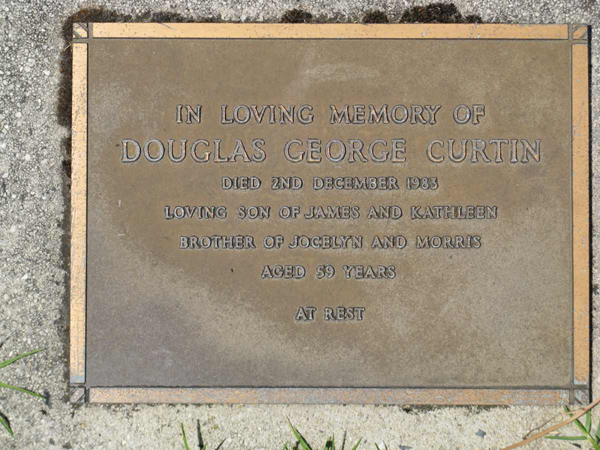 IN LOVING MEMORY OF
DOUGLAS GEORGE CURTIN
DIED 2ND DECEMBER 1983
LOVING SON OF JAMES AND KATHLEEN
BROTHER OF JOCELYN AND MORRIS
AGED 59 YEARS
AT REST